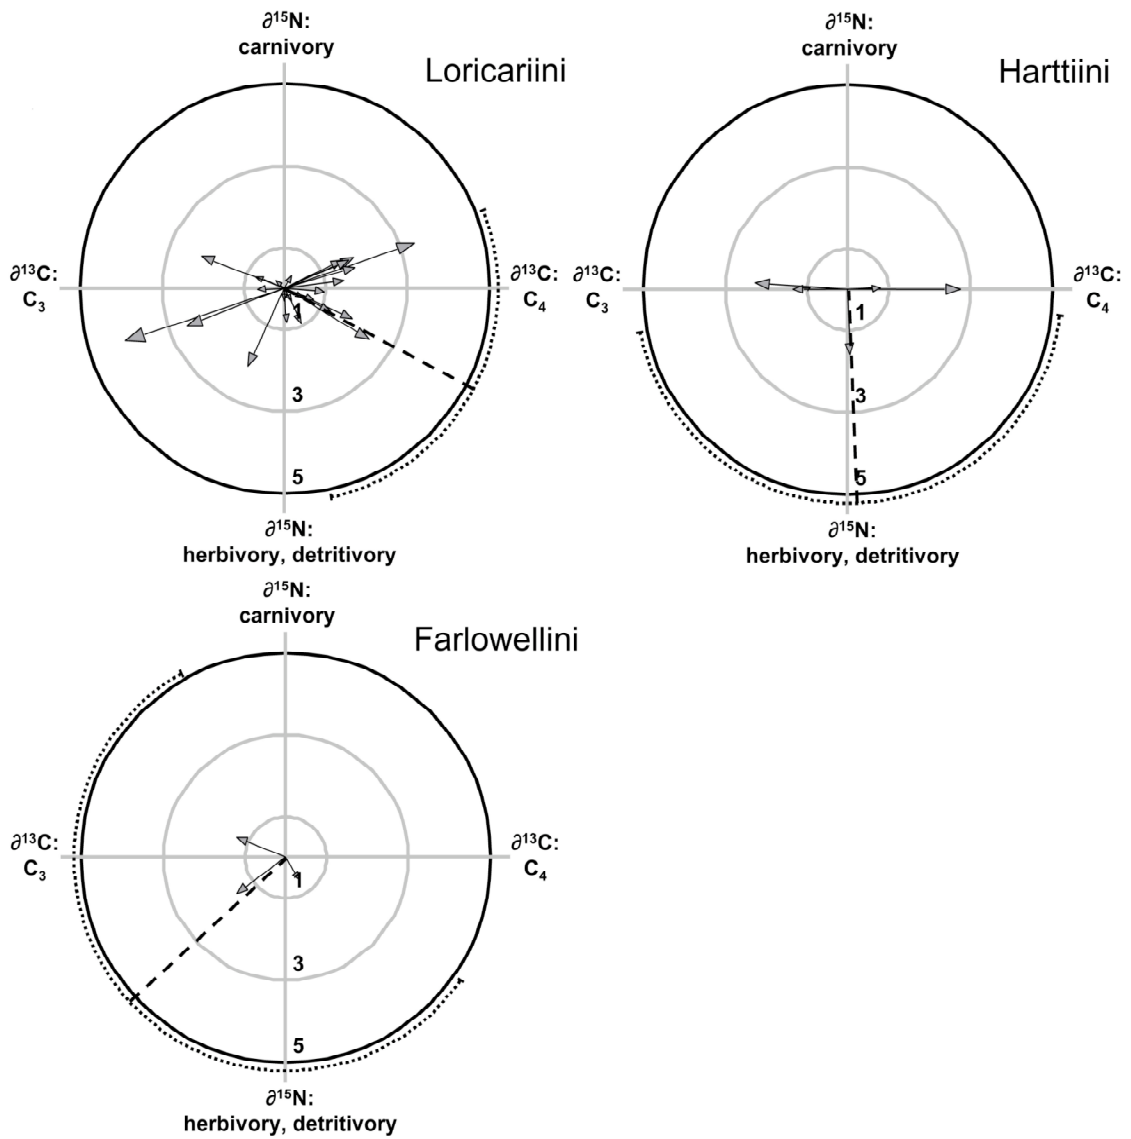 ∂¹⁵N:
carnivory
Loricariini
∂¹³C:
C₃
∂¹³C:
C₄
1
3
5
∂¹⁵N:
herbivory, detritivory
∂¹⁵N:
carnivory
Harttiini
∂¹³C:
C₃
∂¹³C:
C₄
1
3
5
∂¹⁵N:
herbivory, detritivory
∂¹⁵N:
carnivory
Farlowellini
∂¹³C:
C₃
∂¹³C:
C₄
1
3
5
∂¹⁵N:
herbivory, detritivory